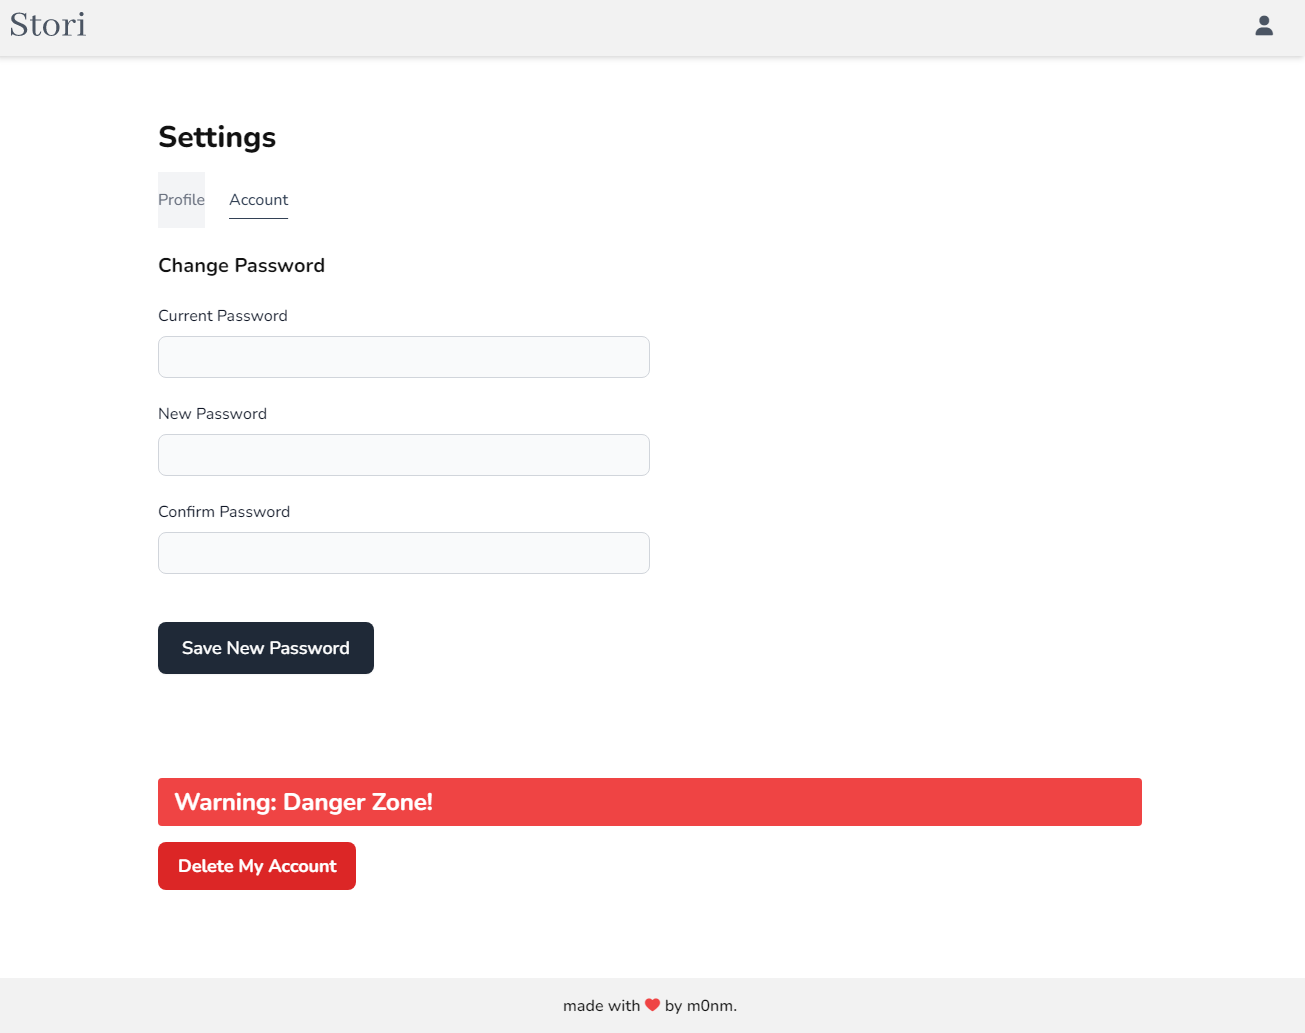 Stori
Settings
Profile Account
Change Password
Current Password
New Password
Confirm Password
Save New Password
Warning: Danger Zone!
Delete My Account
made with ❤ by m0nm.